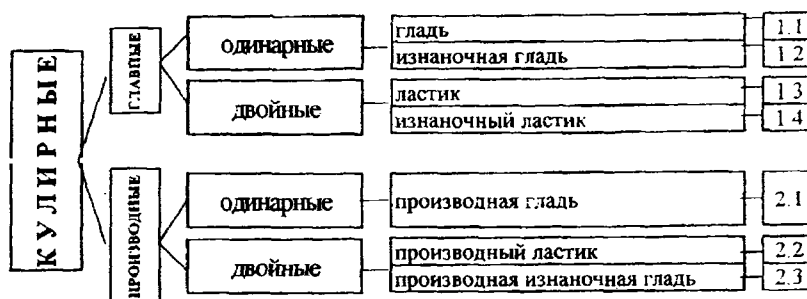 КУЛИРНЫЕ
ГЛАВНЫЕ
одинарные
гладь
1.1
изнаночная гладь
1 2
двойные
ластик
1 3
изнаночный ластик
1 4
ПРОИЗВОДНЫЕ
одинарные
производная гладь
2.1
двойные
производный ластик
2.2
производная изнаночная гладь
2.3